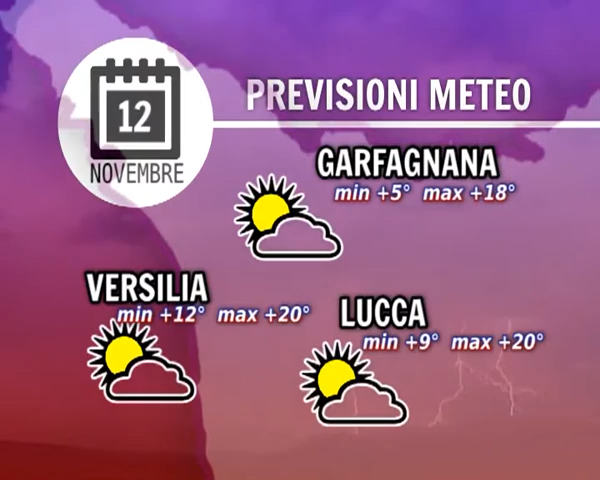 12
NOVEMBRE
PREVISIONI METEO
GARFAGNANA
min +5° max +18°
VERSILIA
min +12° max +20°
LUCCA
min +9° max +20°